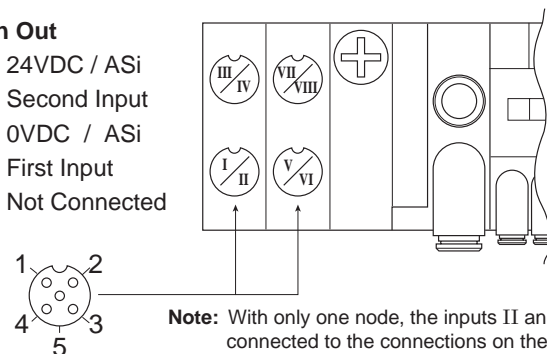 n Out
24VDC / ASi
Second Input
0VDC / ASi
First Input
Not Connected
III IV
VII VIII
I II
V VI
1 2
4 3
5
Note: With only one node, the inputs II an
connected to the connections on the